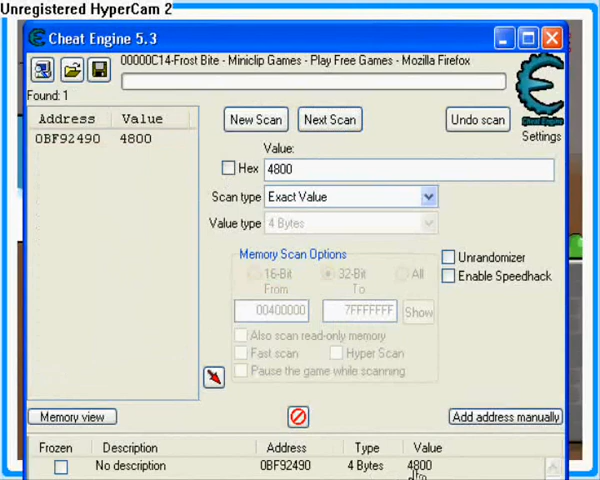 Unregistered HyperCam 2
Cheat Engine 5.3
00000C14-Frost Bite - Miniclip Games - Play Free Games - Mozilla Firefox
Found: 1
Address Value
0BF92490 4800
New Scan Next Scan Undo scan
Cheat Engine
Settings
Value:
Hex 4800
Scan type Exact Value
Value type 4 Bytes
Memory Scan Options
16-Bit 32-Bit All
From To
00400000 7FFFFFFF Show
Also scan read-only memory
Fast scan Hyper Scan
Pause the game while scanning
Unrandomizer
Enable Speedhack
Memory view Add address manually
Frozen Description Address Type Value
No description 0BF92490 4 Bytes 4800